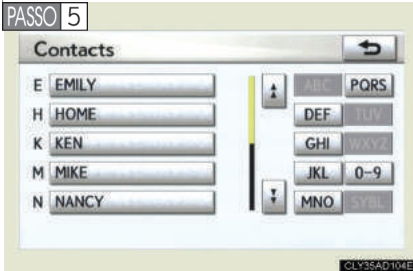 PASSO 5
Contacts
E EMILY
H HOME
K KEN
M MIKE
N NANCY
ABC PQRS
DEF TUV
GHI WXYZ
JKL 0-9
MNO SYBL
CLY35AD104E